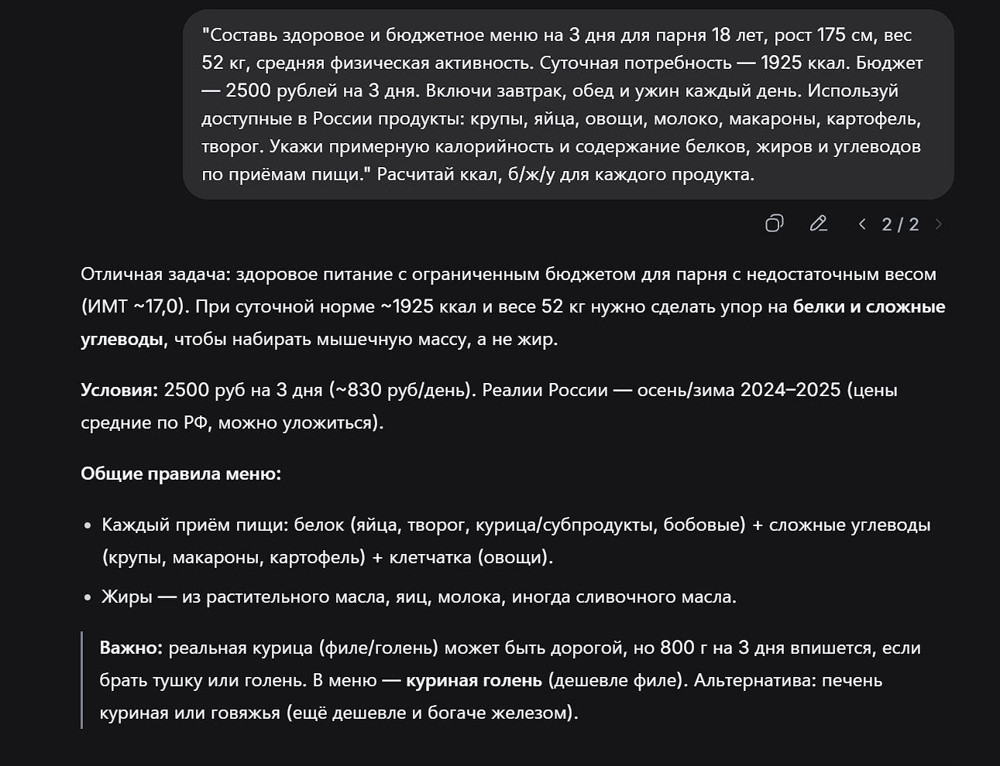 "Составь здоровое и бюджетное меню на 3 дня для парня 18 лет, рост 175 см, вес
52 кг, средняя физическая активность. Суточная потребность — 1925 ккал. Бюджет
— 2500 рублей на 3 дня. Включи завтрак, обед и ужин каждый день. Используй
доступные в России продукты: крупы, яйца, овощи, молоко, макароны, картофель,
творог. Укажи примерную калорийность и содержание белков, жиров и углеводов
по приёмам пищи." Расчитай ккал, б/ж/у для каждого продукта.
2 / 2
Отличная задача: здоровое питание с ограниченным бюджетом для парня с недостаточным весом
(ИМТ ~17,0). При суточной норме ~1925 ккал и весе 52 кг нужно сделать упор на белки и сложные
углеводы, чтобы набирать мышечную массу, а не жир.
Условия: 2500 руб на 3 дня (~830 руб/день). Реалии России — осень/зима 2024–2025 (цены
средние по РФ, можно уложиться).
Общие правила меню:
• Каждый приём пищи: белок (яйца, творог, курица/субпродукты, бобовые) + сложные углеводы
(крупы, макароны, картофель) + клетчатка (овощи).
• Жиры — из растительного масла, яиц, молока, иногда сливочного масла.
Важно: реальная курица (филе/голень) может быть дорогой, но 800 г на 3 дня впишется, если
брать тушку или голень. В меню — куриная голень (дешевле филе). Альтернатива: печень
куриная или говяжья (ещё дешевле и богаче железом).